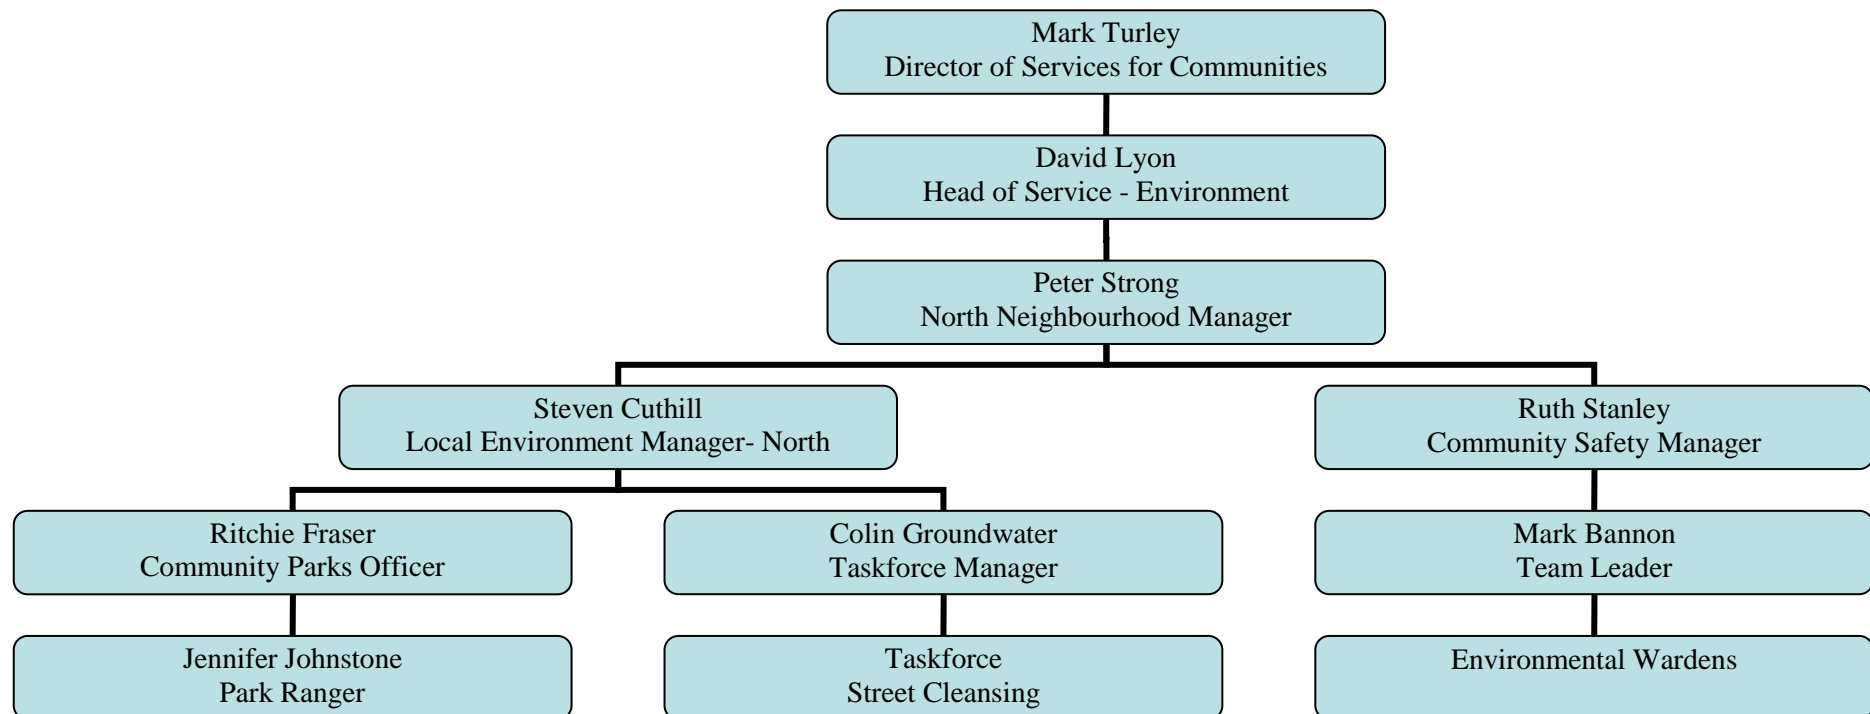 Mark Turley
Director of Services for Communities
David Lyon
Head of Service - Environment
Peter Strong
North Neighbourhood Manager
Steven Cuthill
Local Environment Manager- North
Ruth Stanley
Community Safety Manager
Ritchie Fraser
Community Parks Officer
Colin Groundwater
Taskforce Manager
Mark Bannon
Team Leader
Jennifer Johnstone
Park Ranger
Taskforce
Street Cleansing
Environmental Wardens